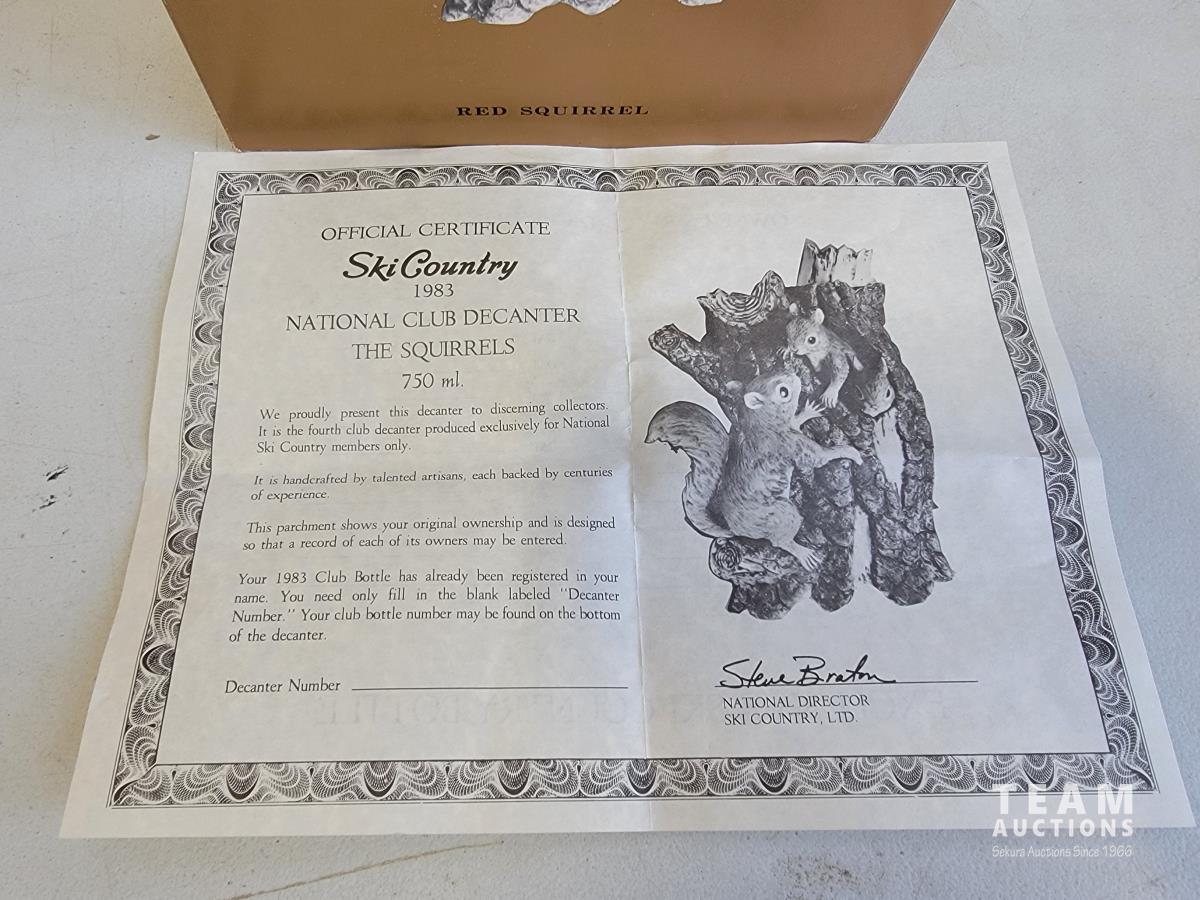 RED SQUIRREL
OFFICIAL CERTIFICATE
Ski Country
1983
NATIONAL CLUB DECANTER
THE SQUIRRELS
750 ml.
We proudly present this decanter to discerning collectors.
It is the fourth club decanter produced exclusively for National
Ski Country members only.
It is handcrafted by talented artisans, each backed by centuries
of experience.
This parchment shows your original ownership and is designed
so that a record of each of its owners may be entered.
Your 1983 Club Bottle has already been registered in your
name. You need only fill in the blank labeled "Decanter
Number." Your club bottle number may be found on the bottom
of the decanter.
Decanter Number
Steve Braton
NATIONAL DIRECTOR
SKI COUNTRY, LTD.
TEAM
AUCTIONS
Sekura Auctions Since 1966